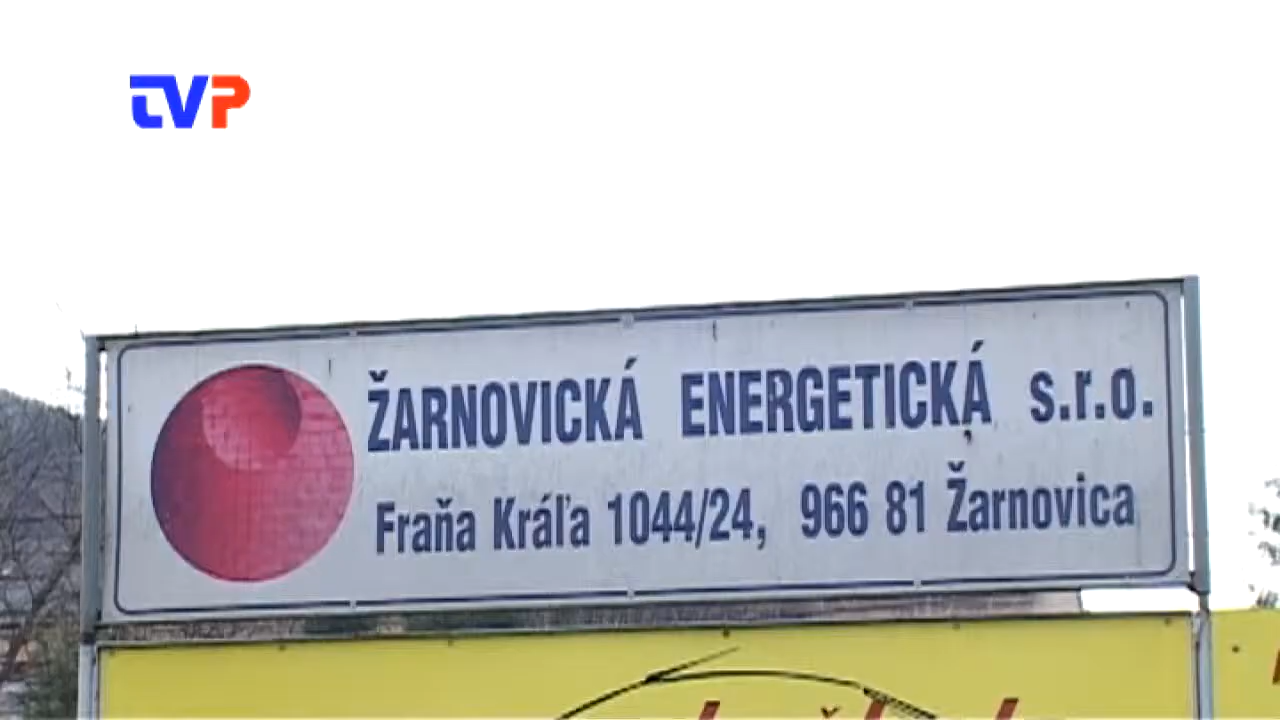 TVP
ŽARNOVICKÁ ENERGETICKÁ s.r.o.
Fraňa Kráľa 1044/24, 966 81 Žarnovica